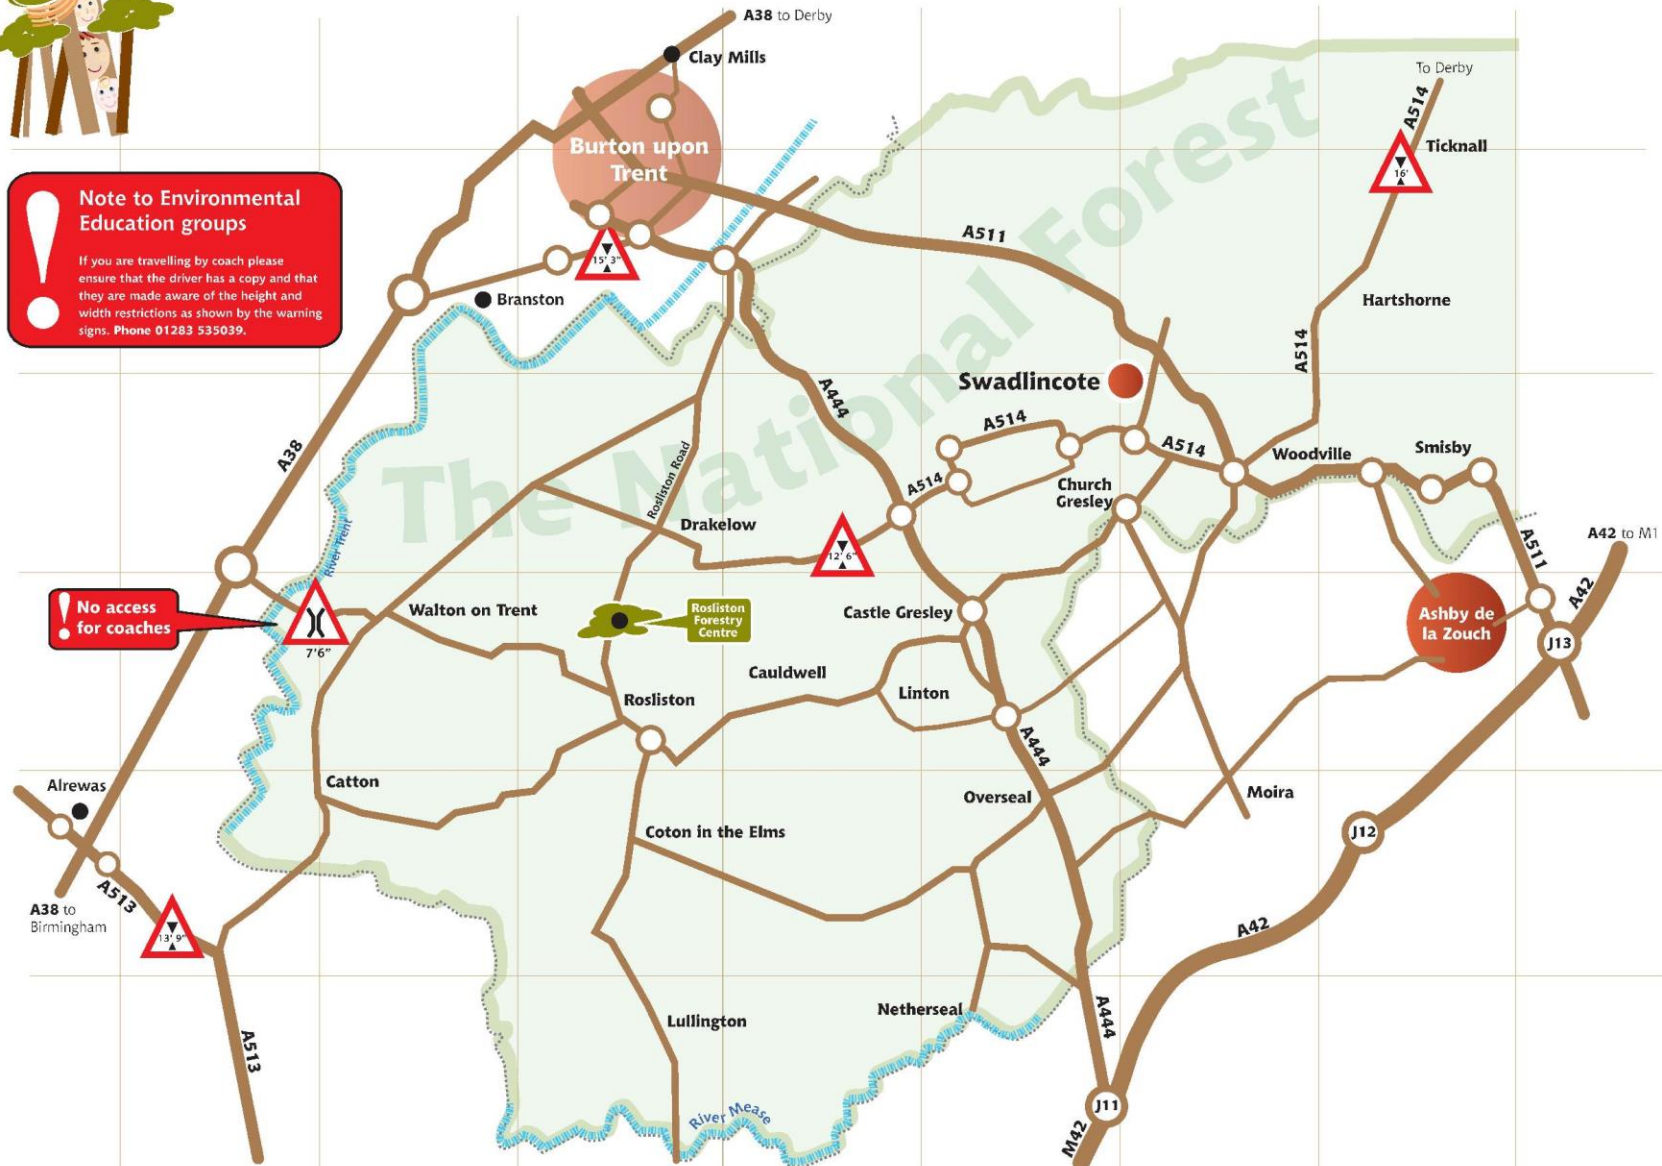 A38 to Derby
Clay Mills
To Derby
A514
Ticknall
16'
Burton upon
Trent
Note to Environmental
Education groups
If you are travelling by coach please
ensure that the driver has a copy and that
they are made aware of the height and
width restrictions as shown by the warning
signs. Phone 01283 535039.
A511
15' 3"
Branston
Hartshorne
The National Forest
A514
Swadlincote
A444
A514
A514
Woodville
Smisby
A38
Rosliston Road
A514
Church
Gresley
Drakelow
River Trent
12' 6"
A511
A42 to M1
A42
No access
for coaches
7'6"
Walton on Trent
Rosliston
Forestry
Centre
Castle Gresley
Ashby de
la Zouch
J13
Cauldwell
Rosliston
Linton
A444
Alrewas
Catton
Overseal
Moira
J12
Coton in the Elms
A513
A38 to
Birmingham
13' 9"
A42
Netherseal
A444
Lullington
A513
River Mease
J11
M42